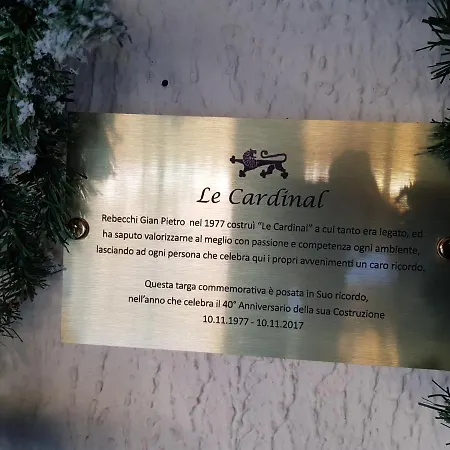 Le Cardinal
Rebecchi Gian Pietro nel 1977 costruì "Le Cardinal" a cui tanto era legato, ed
ha saputo valorizzarne al meglio con passione e competenza ogni ambiente,
lasciando ad ogni persona che celebra qui i propri avvenimenti un caro ricordo.
Questa targa commemorativa è posata in Suo ricordo,
nell'anno che celebra il 40° Anniversario della sua Costruzione
10.11.1977 - 10.11.2017